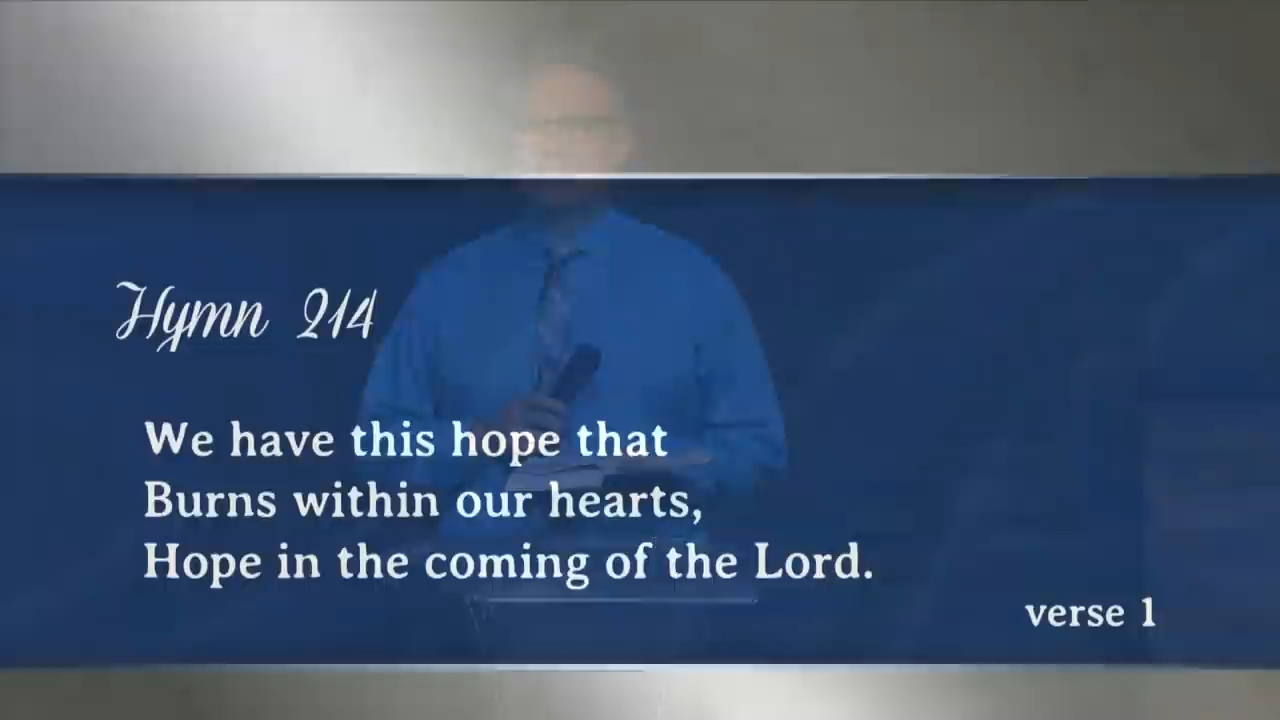 Hymn 214
We have this hope that
Burns within our hearts,
Hope in the coming of the Lord.
verse 1